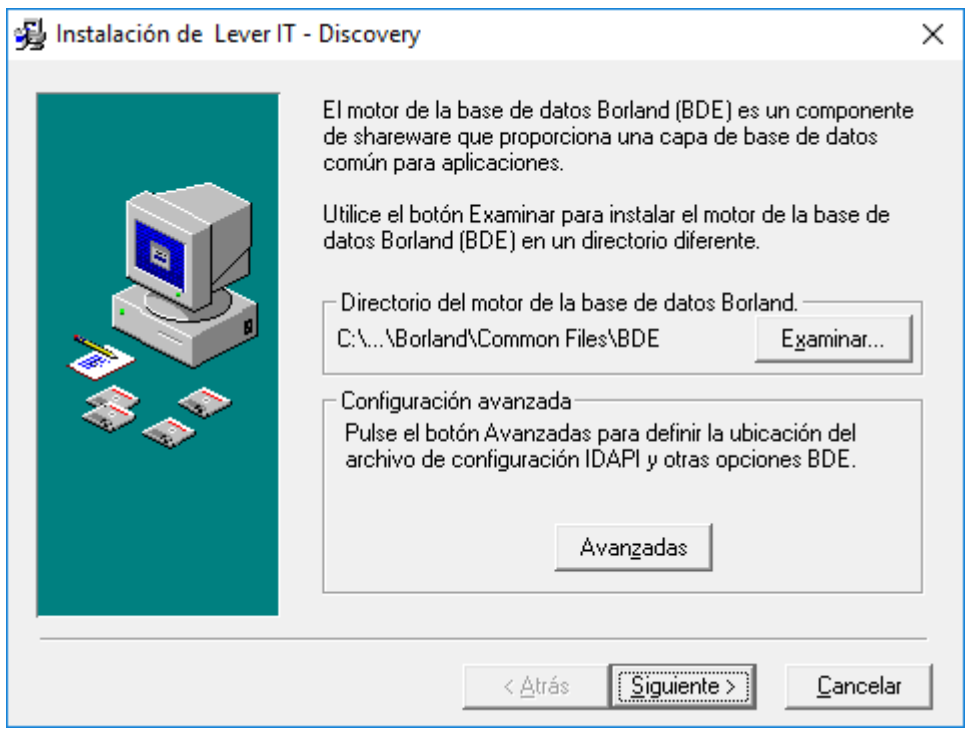 Instalación de Lever IT - Discovery
El motor de la base de datos Borland (BDE) es un componente
de shareware que proporciona una capa de base de datos
común para aplicaciones.
Utilice el botón Examinar para instalar el motor de la base de
datos Borland (BDE) en un directorio diferente.
Directorio del motor de la base de datos Borland.
C:\...\Borland\Common Files\BDE
Examinar...
Configuración avanzada
Pulse el botón Avanzadas para definir la ubicación del
archivo de configuración IDAPI y otras opciones BDE.
Avanzadas
< Atrás
Siguiente >
Cancelar